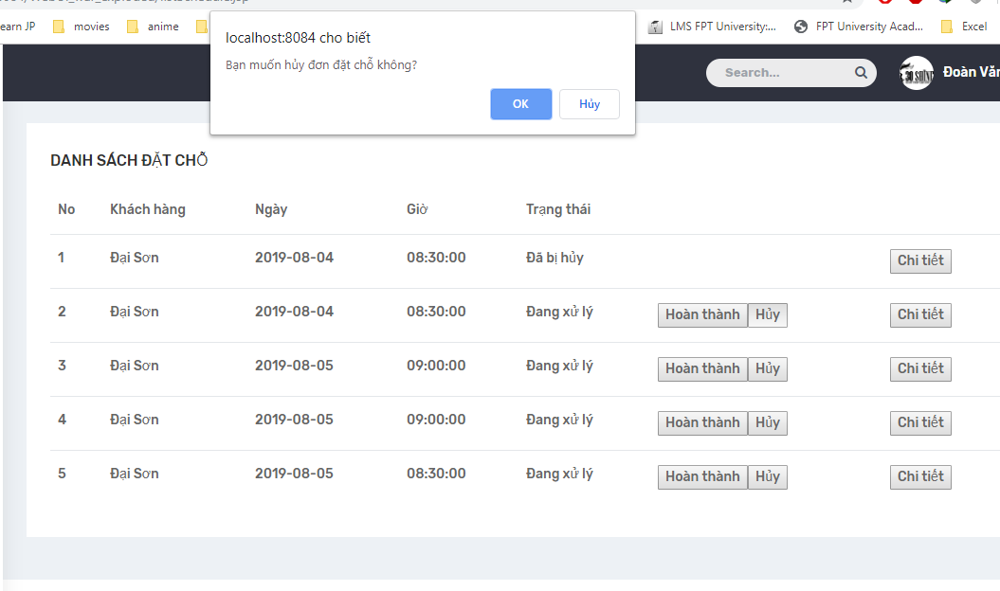 earn JP movies anime LMS FPT University:... FPT University Acad... Excel
localhost:8084 cho biết
Bạn muốn hủy đơn đặt chỗ không?
OK Hủy
Search... Đoàn Văn
DANH SÁCH ĐẶT CHỖ
No Khách hàng Ngày Giờ Trạng thái
1 Đại Sơn 2019-08-04 08:30:00 Đã bị hủy Chi tiết
2 Đại Sơn 2019-08-04 08:30:00 Đang xử lý Hoàn thành Hủy Chi tiết
3 Đại Sơn 2019-08-05 09:00:00 Đang xử lý Hoàn thành Hủy Chi tiết
4 Đại Sơn 2019-08-05 09:00:00 Đang xử lý Hoàn thành Hủy Chi tiết
5 Đại Sơn 2019-08-05 08:30:00 Đang xử lý Hoàn thành Hủy Chi tiết